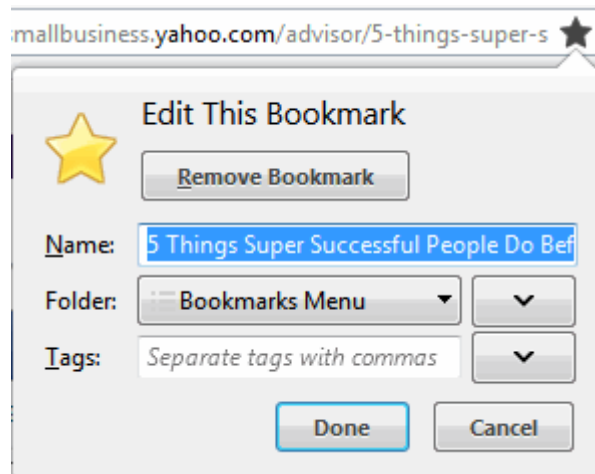 smallbusiness.yahoo.com/advisor/5-things-super-s
Edit This Bookmark
Remove Bookmark
Name: 5 Things Super Successful People Do Bef
Folder: Bookmarks Menu
Tags: Separate tags with commas
Done Cancel